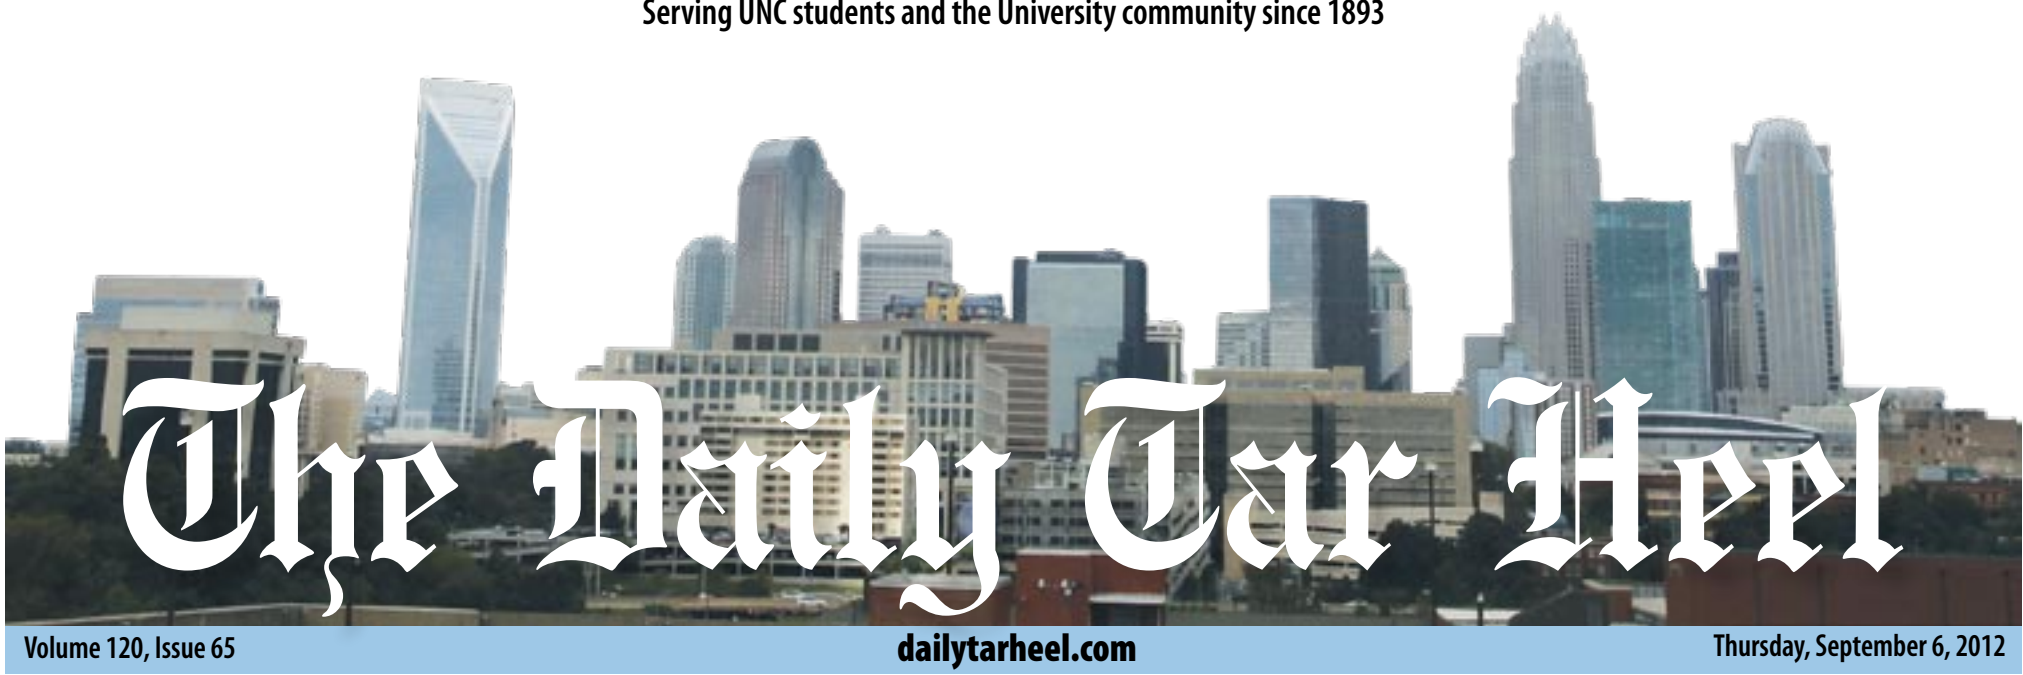 Serving UNC students and the University community since 1893
The Daily Tar Heel
Volume 120, Issue 65
dailytarheel.com
Thursday, September 6, 2012